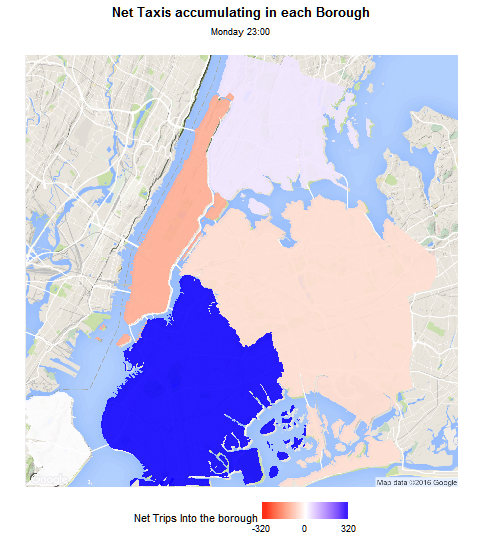 Net Taxis accumulating in each Borough
Monday 23:00
Map data ©2016 Google
Net Trips Into the borough
-320 0 320